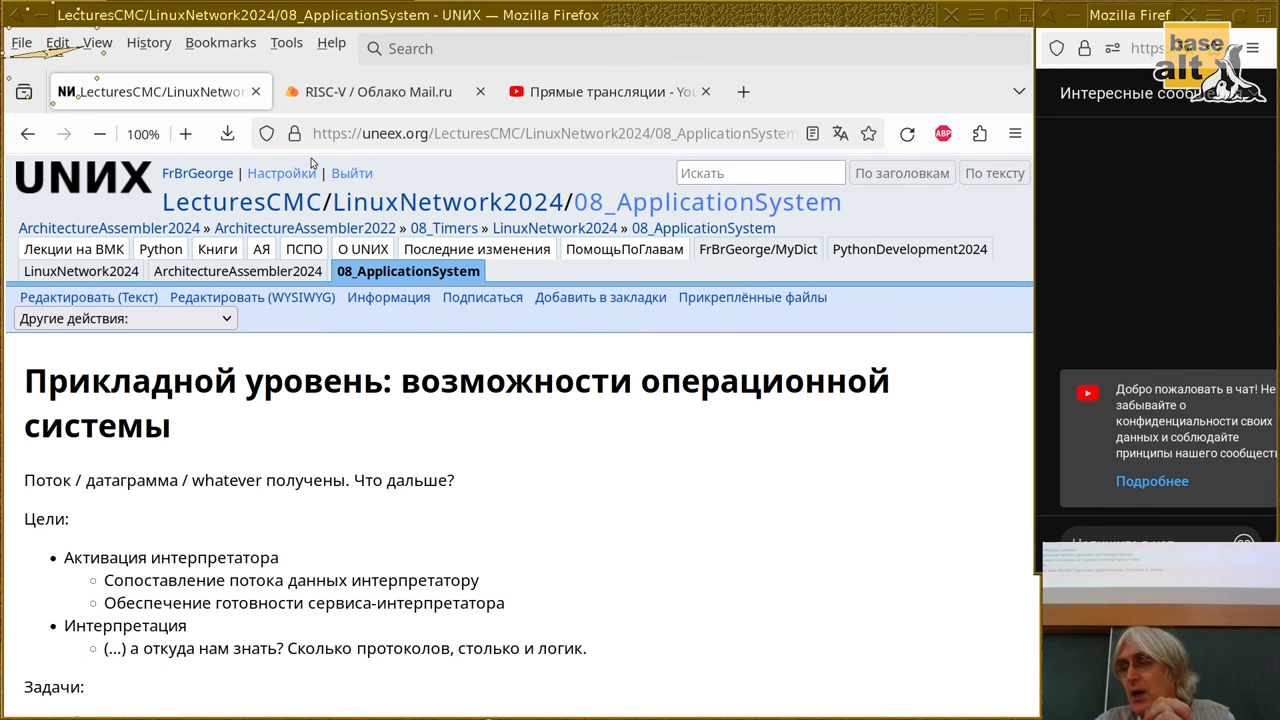 LecturesCMC/LinuxNetwork2024/08_ApplicationSystem - UNИX — Mozilla Firefox
Mozilla Firef
File Edit View History Bookmarks Tools Help
Search
base
alt
https
NИ LecturesCMC/LinuxNetwor
RISC-V / Облако Mail.ru
Прямые трансляции - You
Интересные сооб
100%
https://uneex.org/LecturesCMC/LinuxNetwork2024/08_ApplicationSystem
ABP
UNИX
FrBrGeorge | Настройки | Выйти
Искать
По заголовкам
По тексту
LecturesCMC/LinuxNetwork2024/08_ApplicationSystem
ArchitectureAssembler2024 » ArchitectureAssembler2022 » 08_Timers » LinuxNetwork2024 » 08_ApplicationSystem
Лекции на ВМК Python Книги АЯ ПСПО О UNIX Последние изменения ПомощьПоГлавам FrBrGeorge/MyDict PythonDevelopment2024
LinuxNetwork2024 ArchitectureAssembler2024 08_ApplicationSystem
Редактировать (Текст) Редактировать (WYSIWYG) Информация Подписаться Добавить в закладки Прикреплённые файлы
Другие действия:
Прикладной уровень: возможности операционной
системы
Поток / датаграмма / whatever получены. Что дальше?
Цели:
• Активация интерпретатора
◦ Сопоставление потока данных интерпретатору
◦ Обеспечение готовности сервиса-интерпретатора
• Интерпретация
◦ (…) а откуда нам знать? Сколько протоколов, столько и логик.
Задачи:
Добро пожаловать в чат! Не
забывайте о
конфиденциальности своих
данных и соблюдайте
принципы нашего сообщест
Подробнее